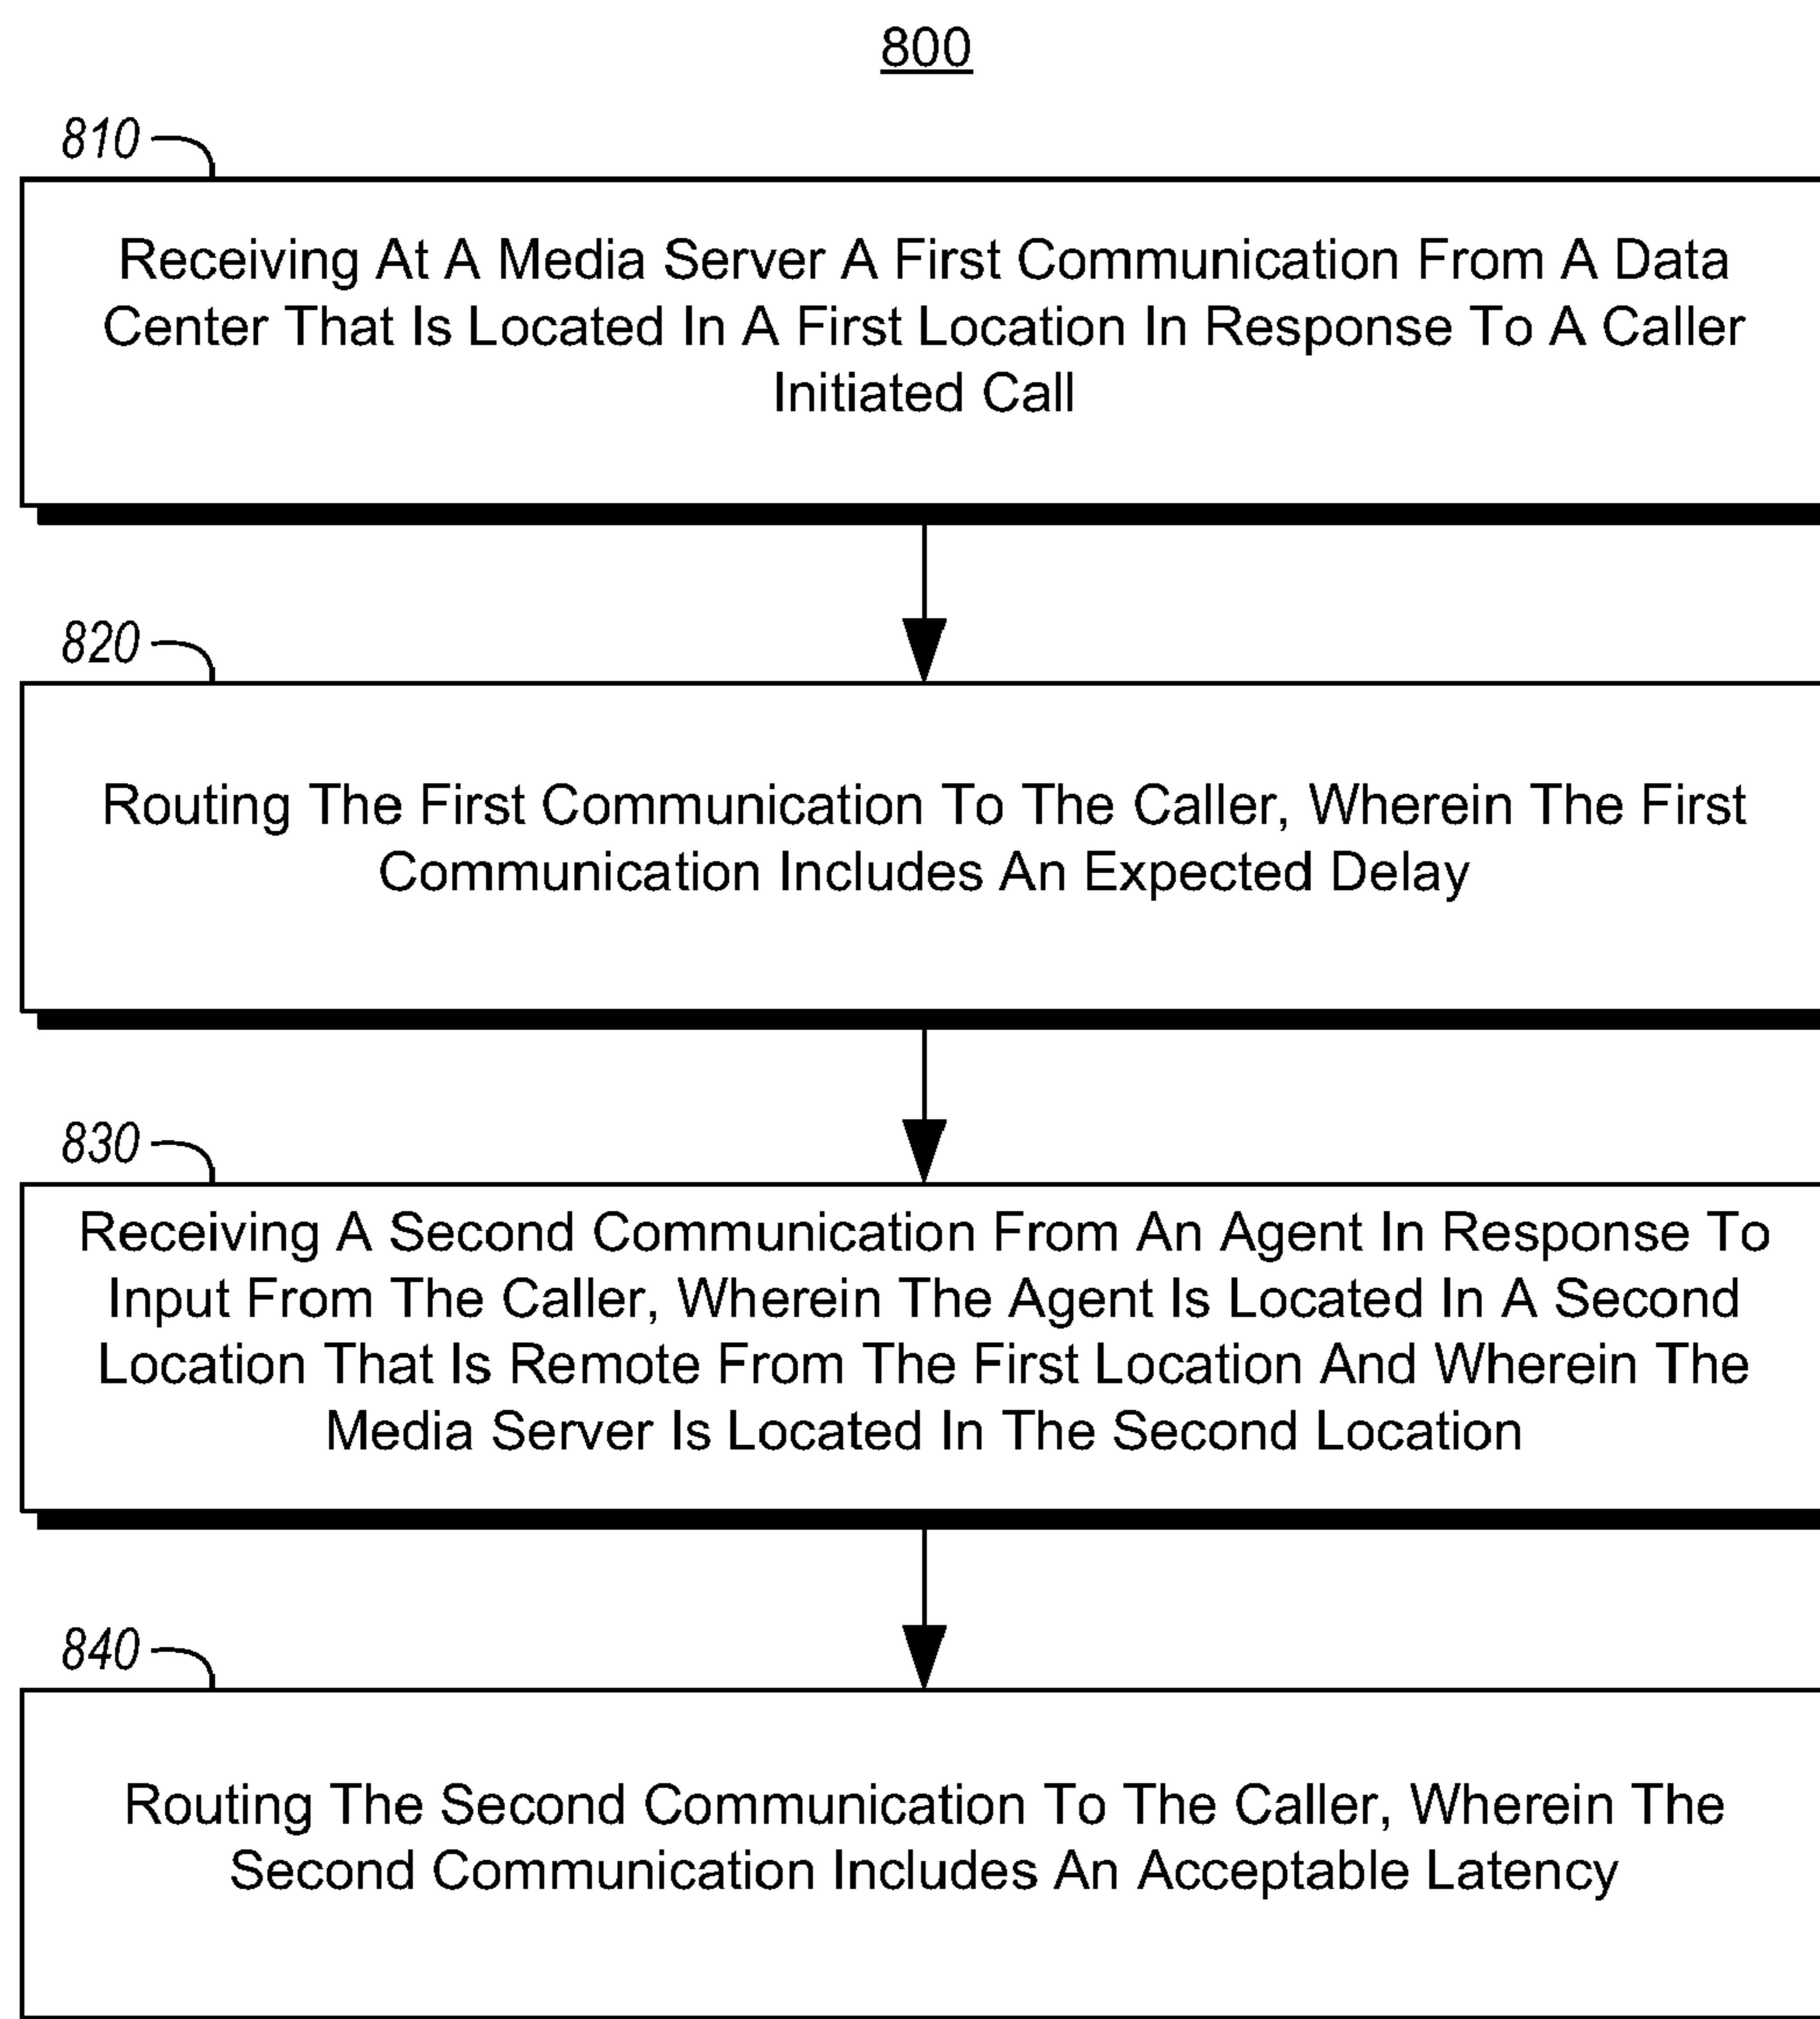 800
810
Receiving At A Media Server A First Communication From A Data
Center That Is Located In A First Location In Response To A Caller
Initiated Call
820
Routing The First Communication To The Caller, Wherein The First
Communication Includes An Expected Delay
830
Receiving A Second Communication From An Agent In Response To
Input From The Caller, Wherein The Agent Is Located In A Second
Location That Is Remote From The First Location And Wherein The
Media Server Is Located In The Second Location
840
Routing The Second Communication To The Caller, Wherein The
Second Communication Includes An Acceptable Latency